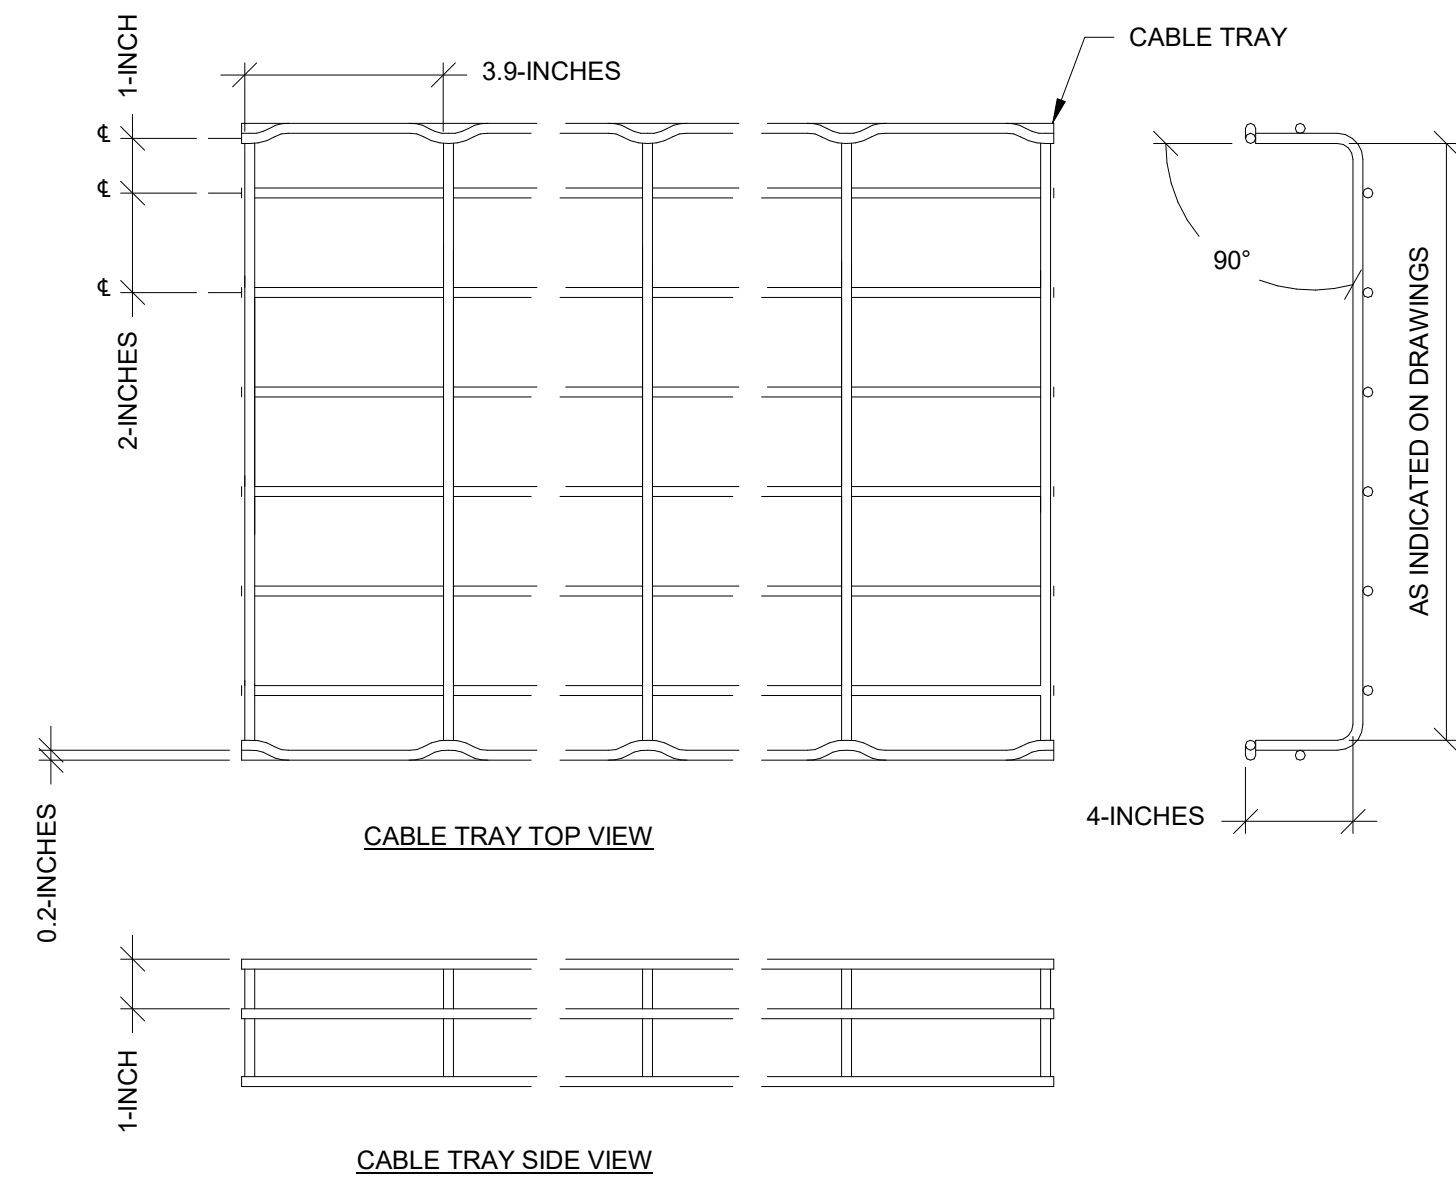 1-INCH
3.9-INCHES
CABLE TRAY
℄
℄
℄
2-INCHES
90°
AS INDICATED ON DRAWINGS
0.2-INCHES
4-INCHES
CABLE TRAY TOP VIEW
1-INCH
CABLE TRAY SIDE VIEW